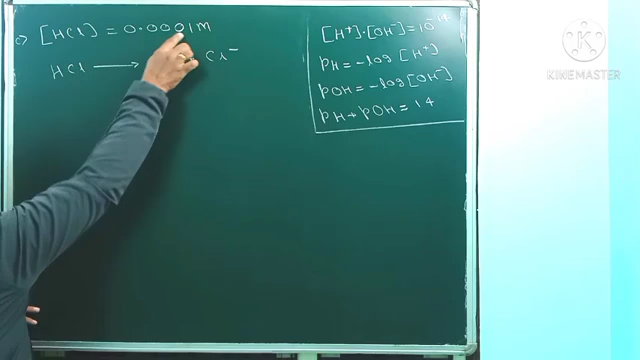 c) [HCl] = 0.0001M
HCl ⟶ Cl⁻
[H⁺]·[OH⁻] = 10⁻¹⁴
PH = -log [H⁺]
POH = -log [OH⁻]
PH + POH = 14
KINEMASTER